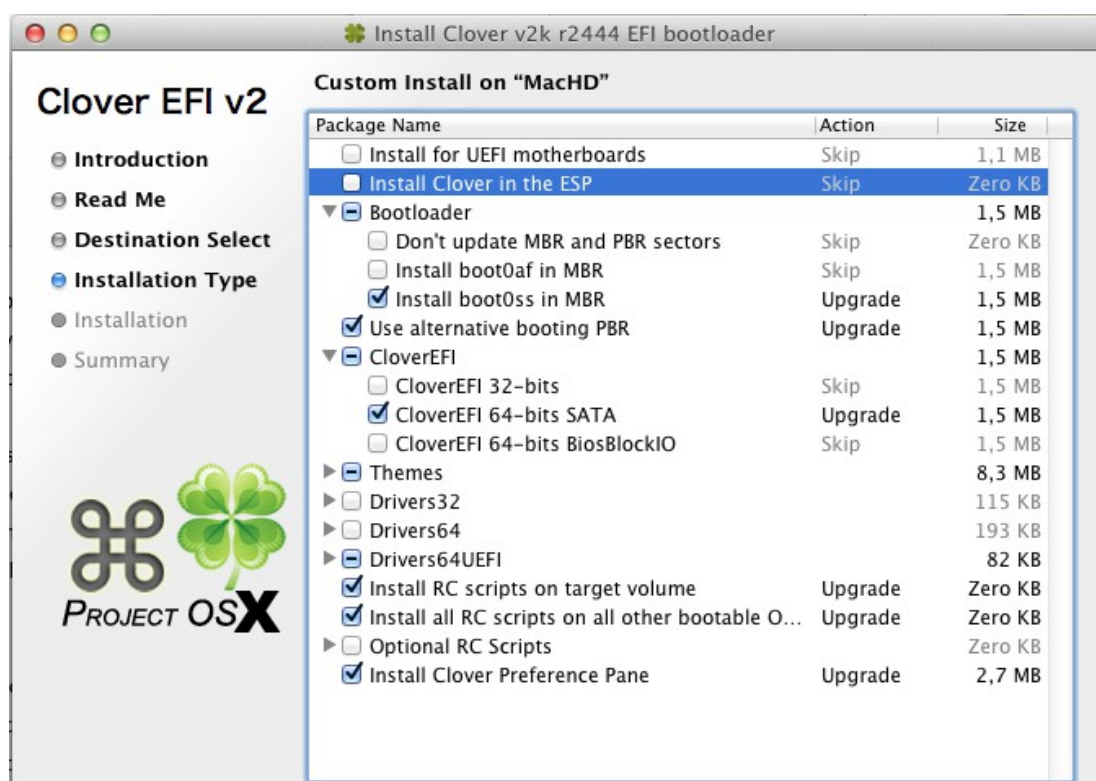 Install Clover v2k r2444 EFI bootloader
Clover EFI v2
Introduction
Read Me
Destination Select
Installation Type
Installation
Summary
PROJECT OSX
Custom Install on “MacHD”
Package Name Action Size
Install for UEFI motherboards Skip 1,1 MB
Install Clover in the ESP Skip Zero KB
Bootloader 1,5 MB
Don't update MBR and PBR sectors Skip Zero KB
Install boot0af in MBR Skip 1,5 MB
Install boot0ss in MBR Upgrade 1,5 MB
Use alternative booting PBR Upgrade 1,5 MB
CloverEFI 1,5 MB
CloverEFI 32-bits Skip 1,5 MB
CloverEFI 64-bits SATA Upgrade 1,5 MB
CloverEFI 64-bits BiosBlockIO Skip 1,5 MB
Themes 8,3 MB
Drivers32 115 KB
Drivers64 193 KB
Drivers64UEFI 82 KB
Install RC scripts on target volume Upgrade Zero KB
Install all RC scripts on all other bootable O... Upgrade Zero KB
Optional RC Scripts Zero KB
Install Clover Preference Pane Upgrade 2,7 MB